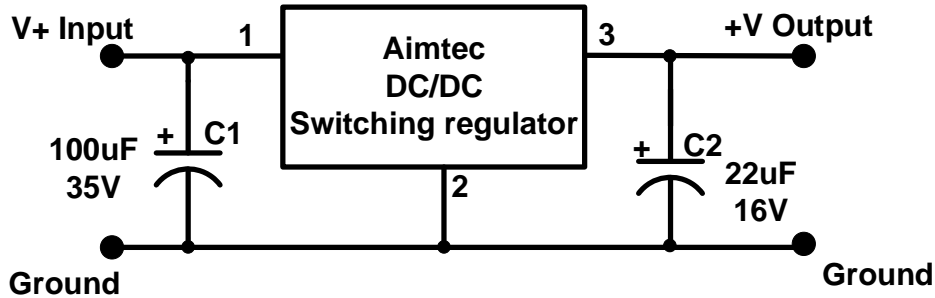 V+ Input
1
Aimtec
DC/DC
Switching regulator
3
+V Output
+
C1
100uF
35V
2
+
C2
22uF
16V
Ground
Ground